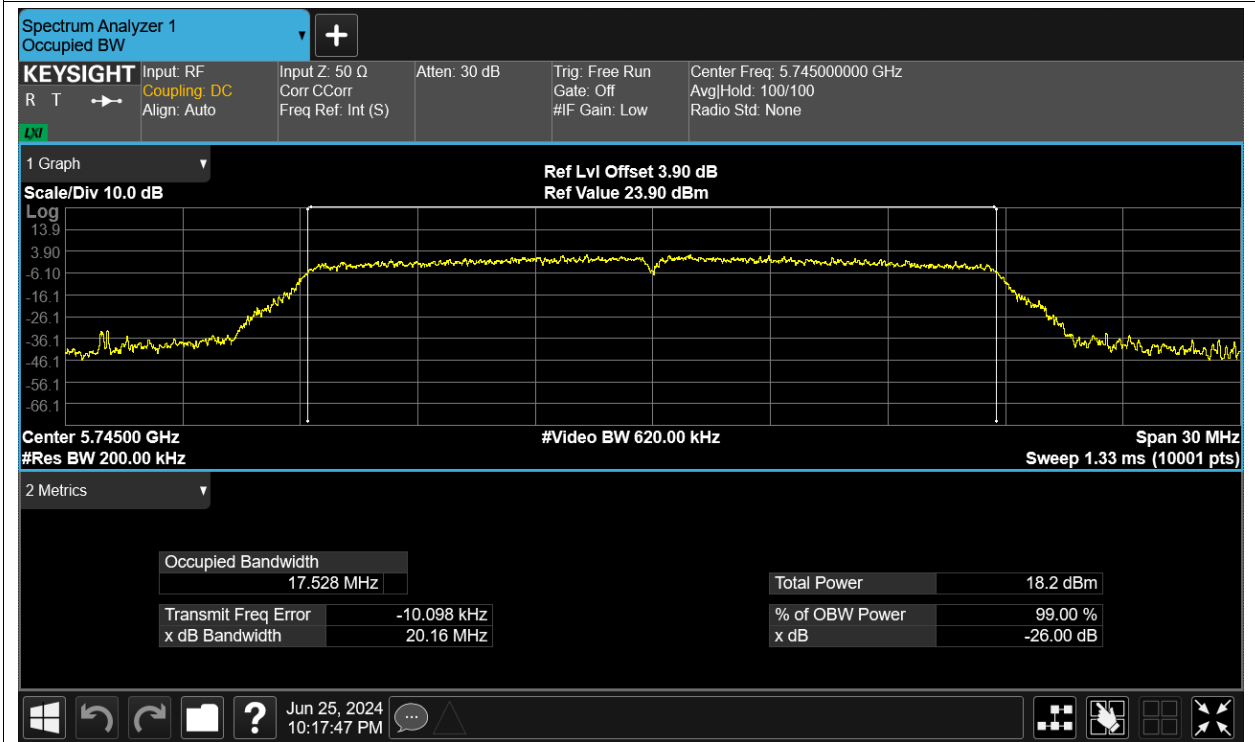 Spectrum Analyzer 1
Occupied BW
KEYSIGHT
R T
LXI
Input: RF
Coupling: DC
Align: Auto
Input Z: 50 Ω
Corr CCorr
Freq Ref: Int (S)
Atten: 30 dB
Trig: Free Run
Gate: Off
#IF Gain: Low
Center Freq: 5.745000000 GHz
Avg|Hold: 100/100
Radio Std: None
1 Graph
Ref Lvl Offset 3.90 dB
Scale/Div 10.0 dB
Ref Value 23.90 dBm
Log
13.9
3.90
-6.10
-16.1
-26.1
-36.1
-46.1
-56.1
-66.1
Center 5.74500 GHz
#Video BW 620.00 kHz
Span 30 MHz
#Res BW 200.00 kHz
Sweep 1.33 ms (10001 pts)
2 Metrics
Occupied Bandwidth
17.528 MHz
Transmit Freq Error -10.098 kHz
x dB Bandwidth 20.16 MHz
Total Power 18.2 dBm
% of OBW Power 99.00 %
x dB -26.00 dB
?
Jun 25, 2024
10:17:47 PM